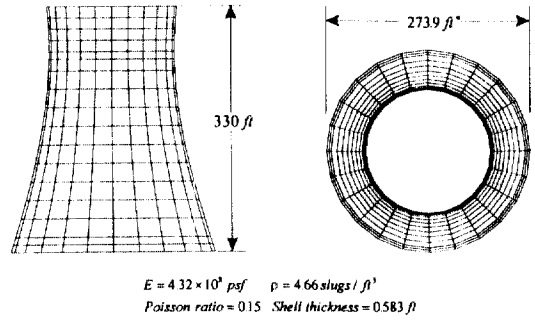 273.9 ft
330 ft
E = 4.32 × 10⁸ psf ρ = 4.66 slugs / ft³
Poisson ratio = 0.15 Shell thickness = 0.583 ft